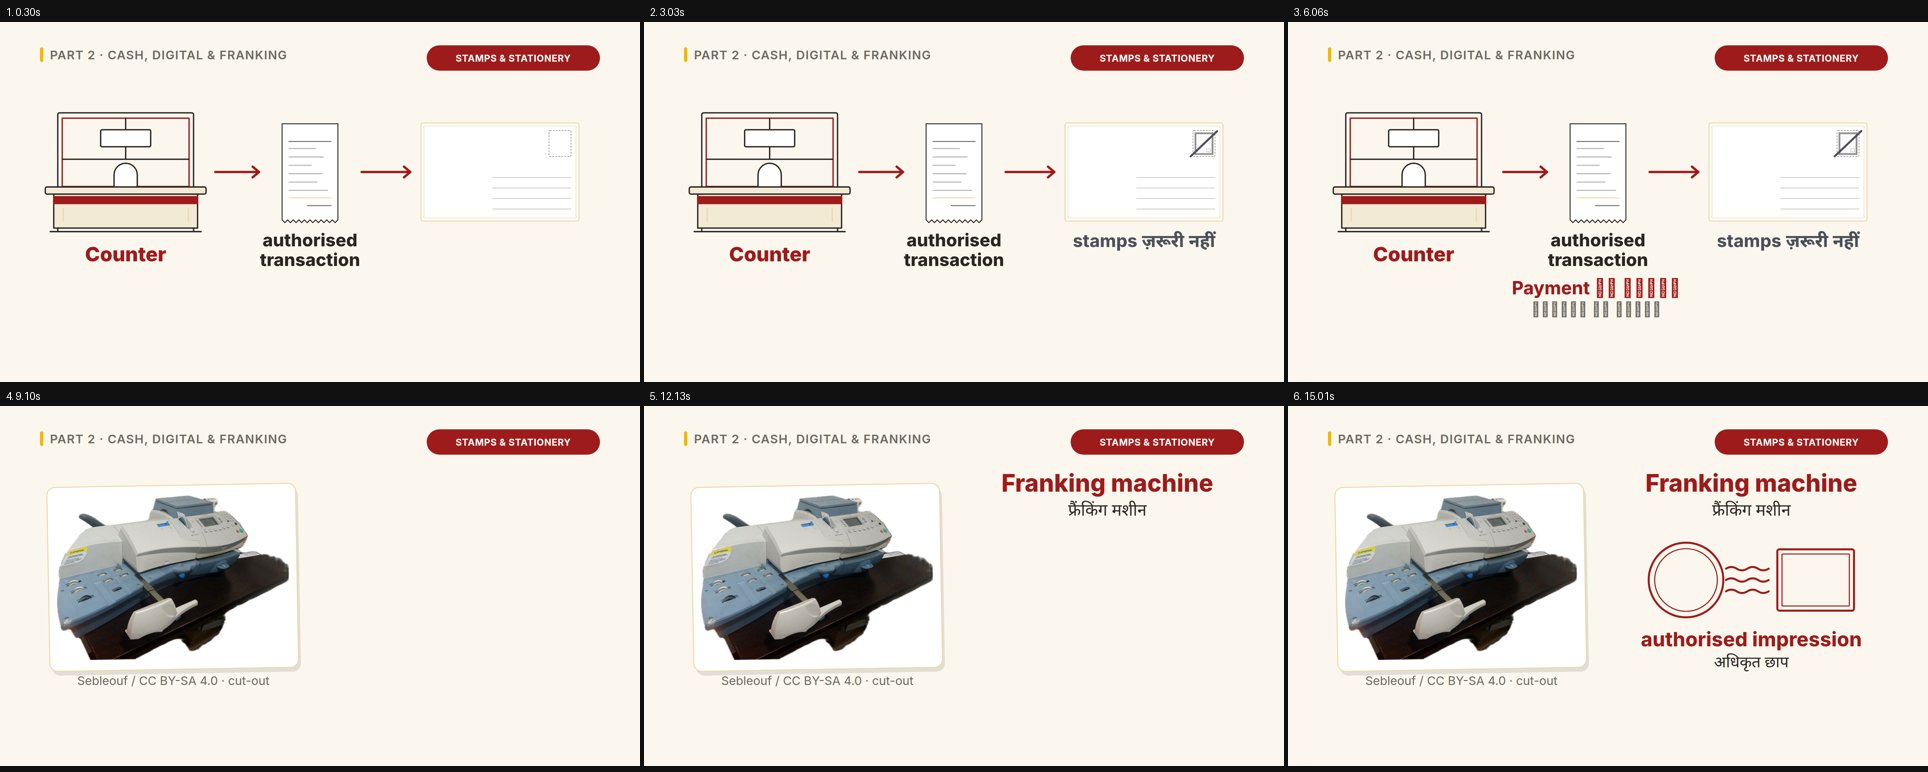 1. 0.30s
PART 2 · CASH, DIGITAL & FRANKING
STAMPS & STATIONERY
Counter
authorised
transaction
2. 3.03s
PART 2 · CASH, DIGITAL & FRANKING
STAMPS & STATIONERY
Counter
authorised
transaction
stamps ज़रूरी नहीं
3. 6.06s
PART 2 · CASH, DIGITAL & FRANKING
STAMPS & STATIONERY
Counter
authorised
transaction
stamps ज़रूरी नहीं
Payment
4. 9.10s
PART 2 · CASH, DIGITAL & FRANKING
STAMPS & STATIONERY
Sebleouf / CC BY-SA 4.0 · cut-out
5. 12.13s
PART 2 · CASH, DIGITAL & FRANKING
STAMPS & STATIONERY
Franking machine
फ्रैंकिंग मशीन
Sebleouf / CC BY-SA 4.0 · cut-out
6. 15.01s
PART 2 · CASH, DIGITAL & FRANKING
STAMPS & STATIONERY
Franking machine
फ्रैंकिंग मशीन
authorised impression
अधिकृत छाप
Sebleouf / CC BY-SA 4.0 · cut-out